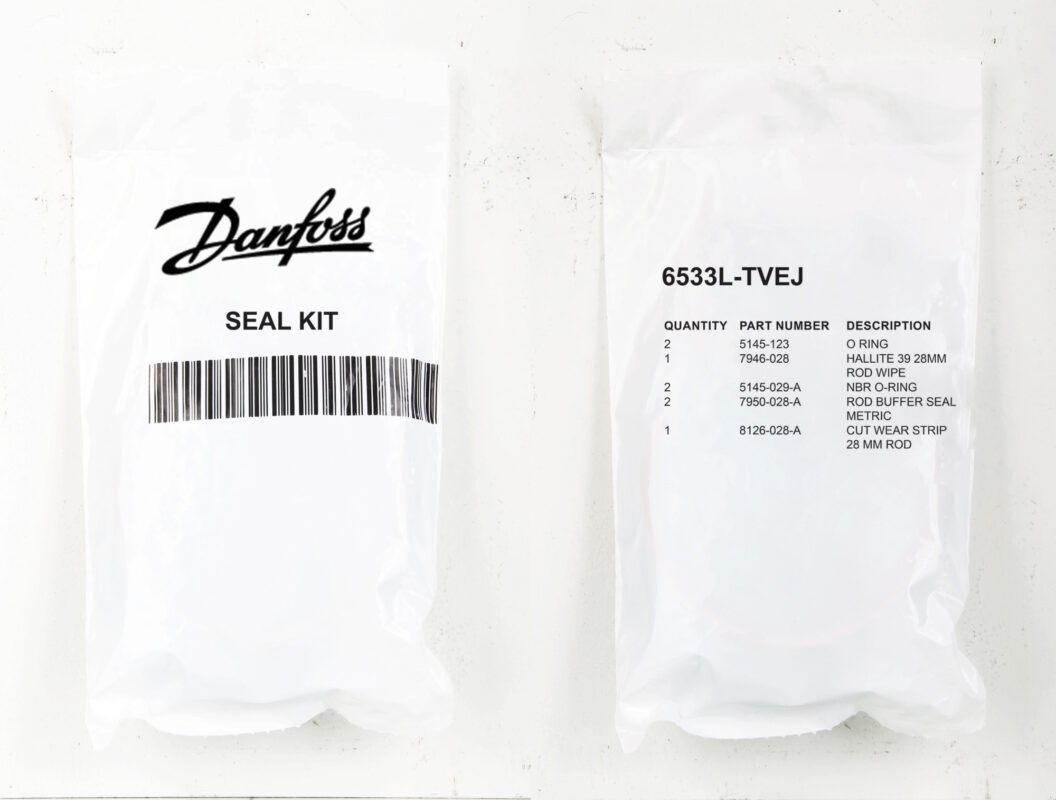 Danfoss
SEAL KIT
6533L-TVEJ
QUANTITY PART NUMBER DESCRIPTION
2 5145-123 O RING
1 7946-028 HALLITE 39 28MM
ROD WIPE
2 5145-029-A NBR O-RING
2 7950-028-A ROD BUFFER SEAL
METRIC
1 8126-028-A CUT WEAR STRIP
28 MM ROD